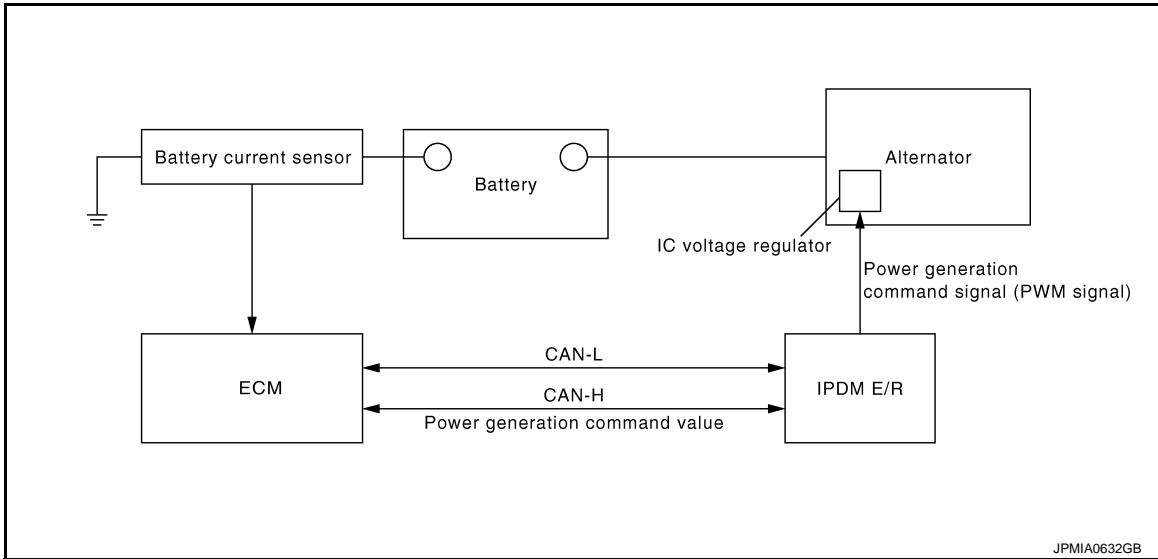 Battery current sensor
Battery
Alternator
IC voltage regulator
Power generation
command signal (PWM signal)
ECM
CAN-L
CAN-H
Power generation command value
IPDM E/R
JPMIA0632GB